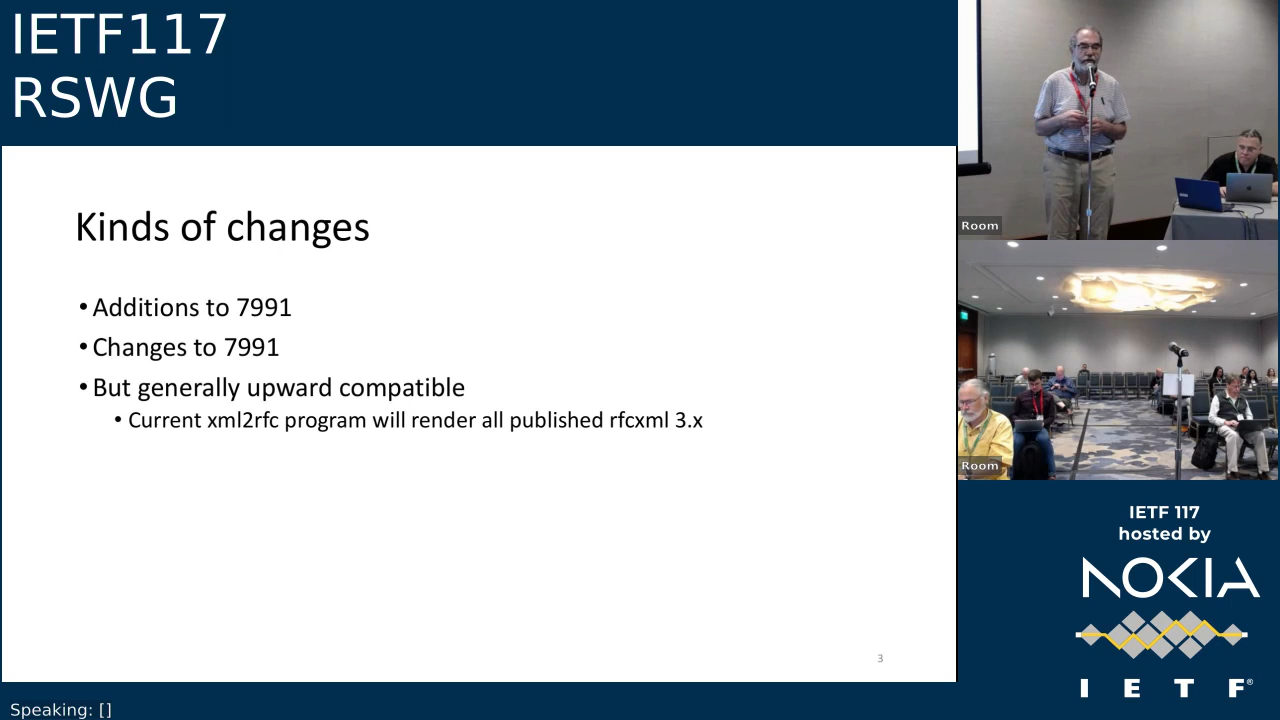 IETF117
RSWG
Kinds of changes
• Additions to 7991
• Changes to 7991
• But generally upward compatible
• Current xml2rfc program will render all published rfcxml 3.x
3
Room
Room
IETF 117
hosted by
NOKIA
I E T F®
Speaking: []